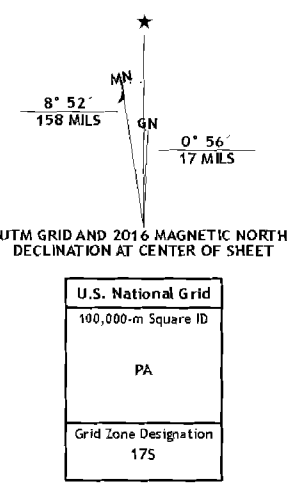 ★
MN
GN
8° 52´
158 MILS
0° 56´
17 MILS
UTM GRID AND 2016 MAGNETIC NORTH
DECLINATION AT CENTER OF SHEET
U.S. National Grid
100,000-m Square ID
PA
Grid Zone Designation
17S